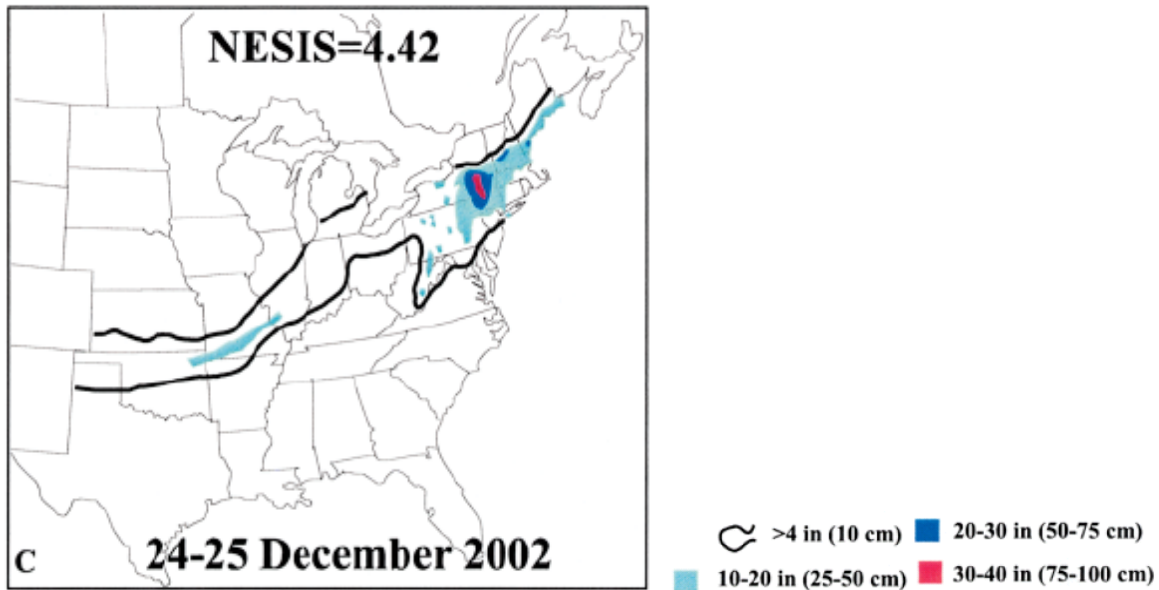 NESIS=4.42
C
24-25 December 2002
>4 in (10 cm)
20-30 in (50-75 cm)
10-20 in (25-50 cm)
30-40 in (75-100 cm)